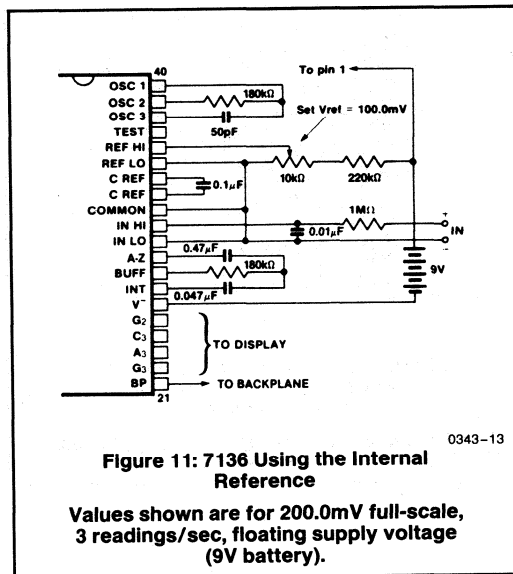 40
To pin 1
OSC 1
180kΩ
OSC 2
OSC 3
Set Vref = 100.0mV
TEST
50pF
REF HI
REF LO
C REF
0.1µF
10kΩ
220kΩ
C REF
COMMON
1MΩ
IN HI
+
0.01µF
IN
IN LO
-
A-Z
0.47µF
BUFF
180kΩ
9V
INT
0.047µF
V⁻
G₂
C₃
TO DISPLAY
A₃
G₃
BP
TO BACKPLANE
21
0343-13
Figure 11: 7136 Using the Internal
Reference
Values shown are for 200.0mV full-scale,
3 readings/sec, floating supply voltage
(9V battery).